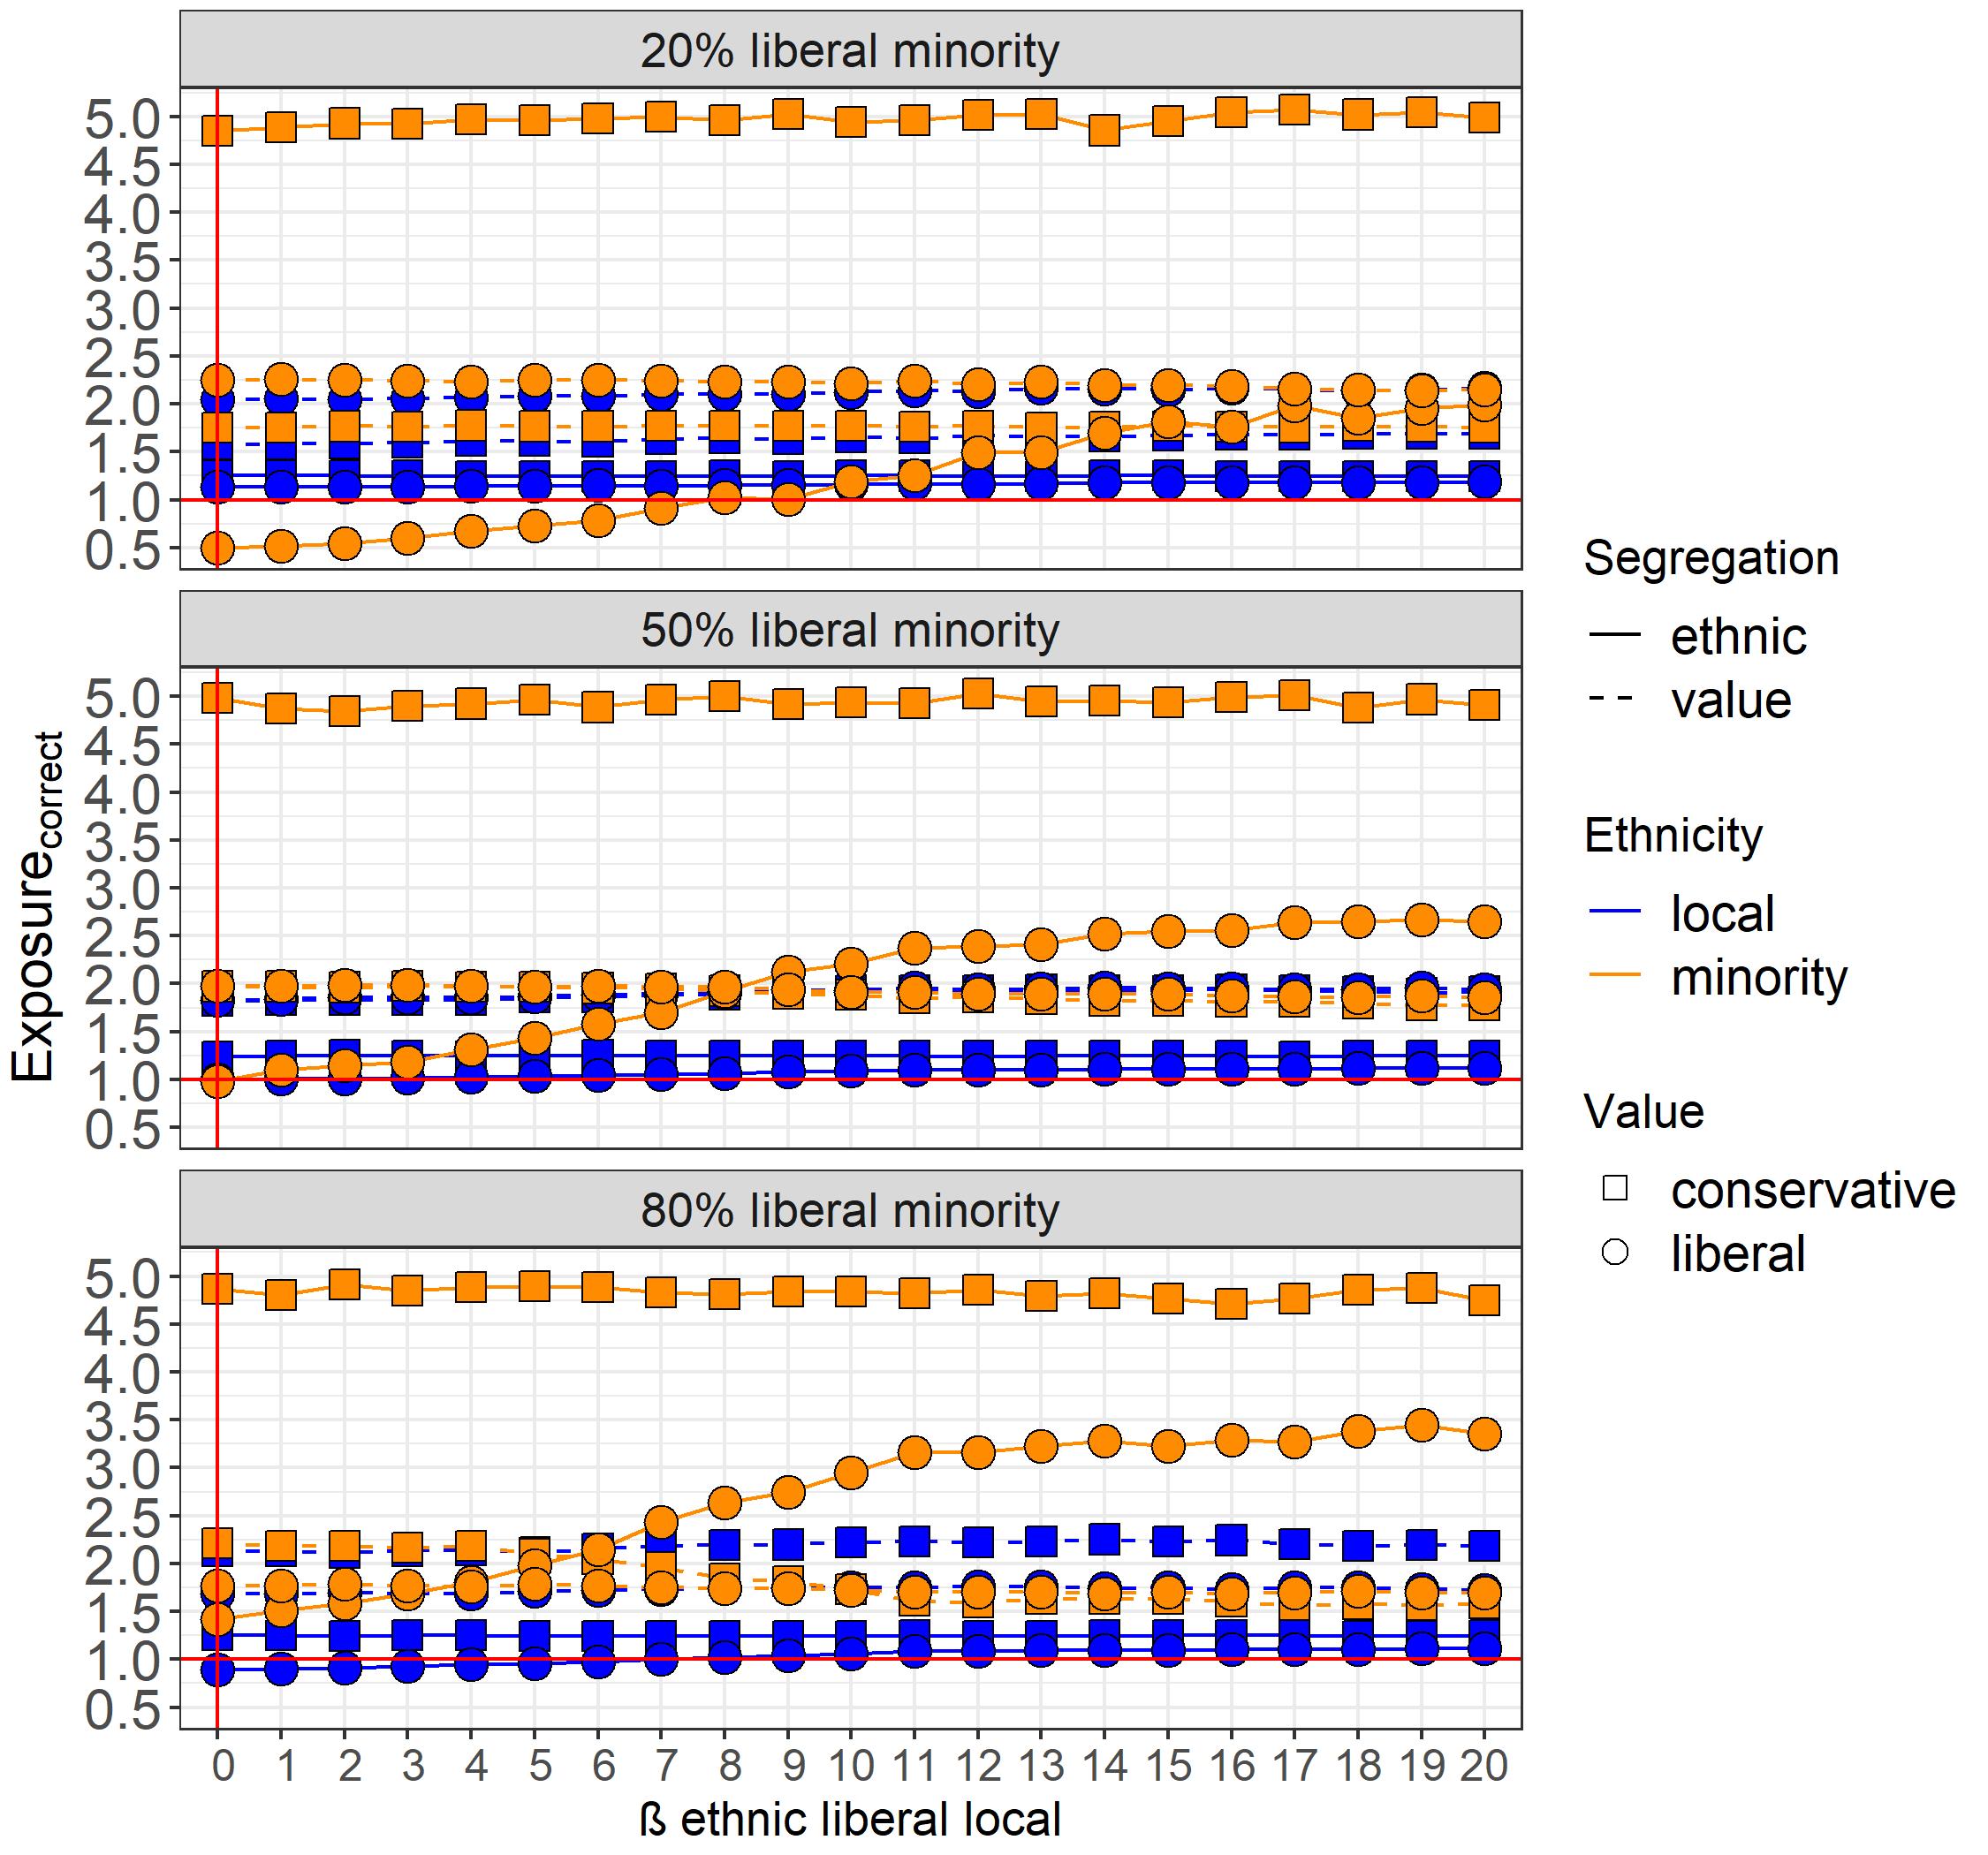 20% liberal minority
5.0
4.5
4.0
3.5
3.0
2.5
2.0
1.5
1.0
0.5
50% liberal minority
5.0
4.5
4.0
3.5
3.0
2.5
2.0
1.5
1.0
0.5
80% liberal minority
5.0
4.5
4.0
3.5
3.0
2.5
2.0
1.5
1.0
0.5
0 1 2 3 4 5 6 7 8 9 10 11 12 13 14 15 16 17 18 19 20
ß ethnic liberal local
Exposurecorrect
Segregation
ethnic
value
Ethnicity
local
minority
Value
conservative
liberal